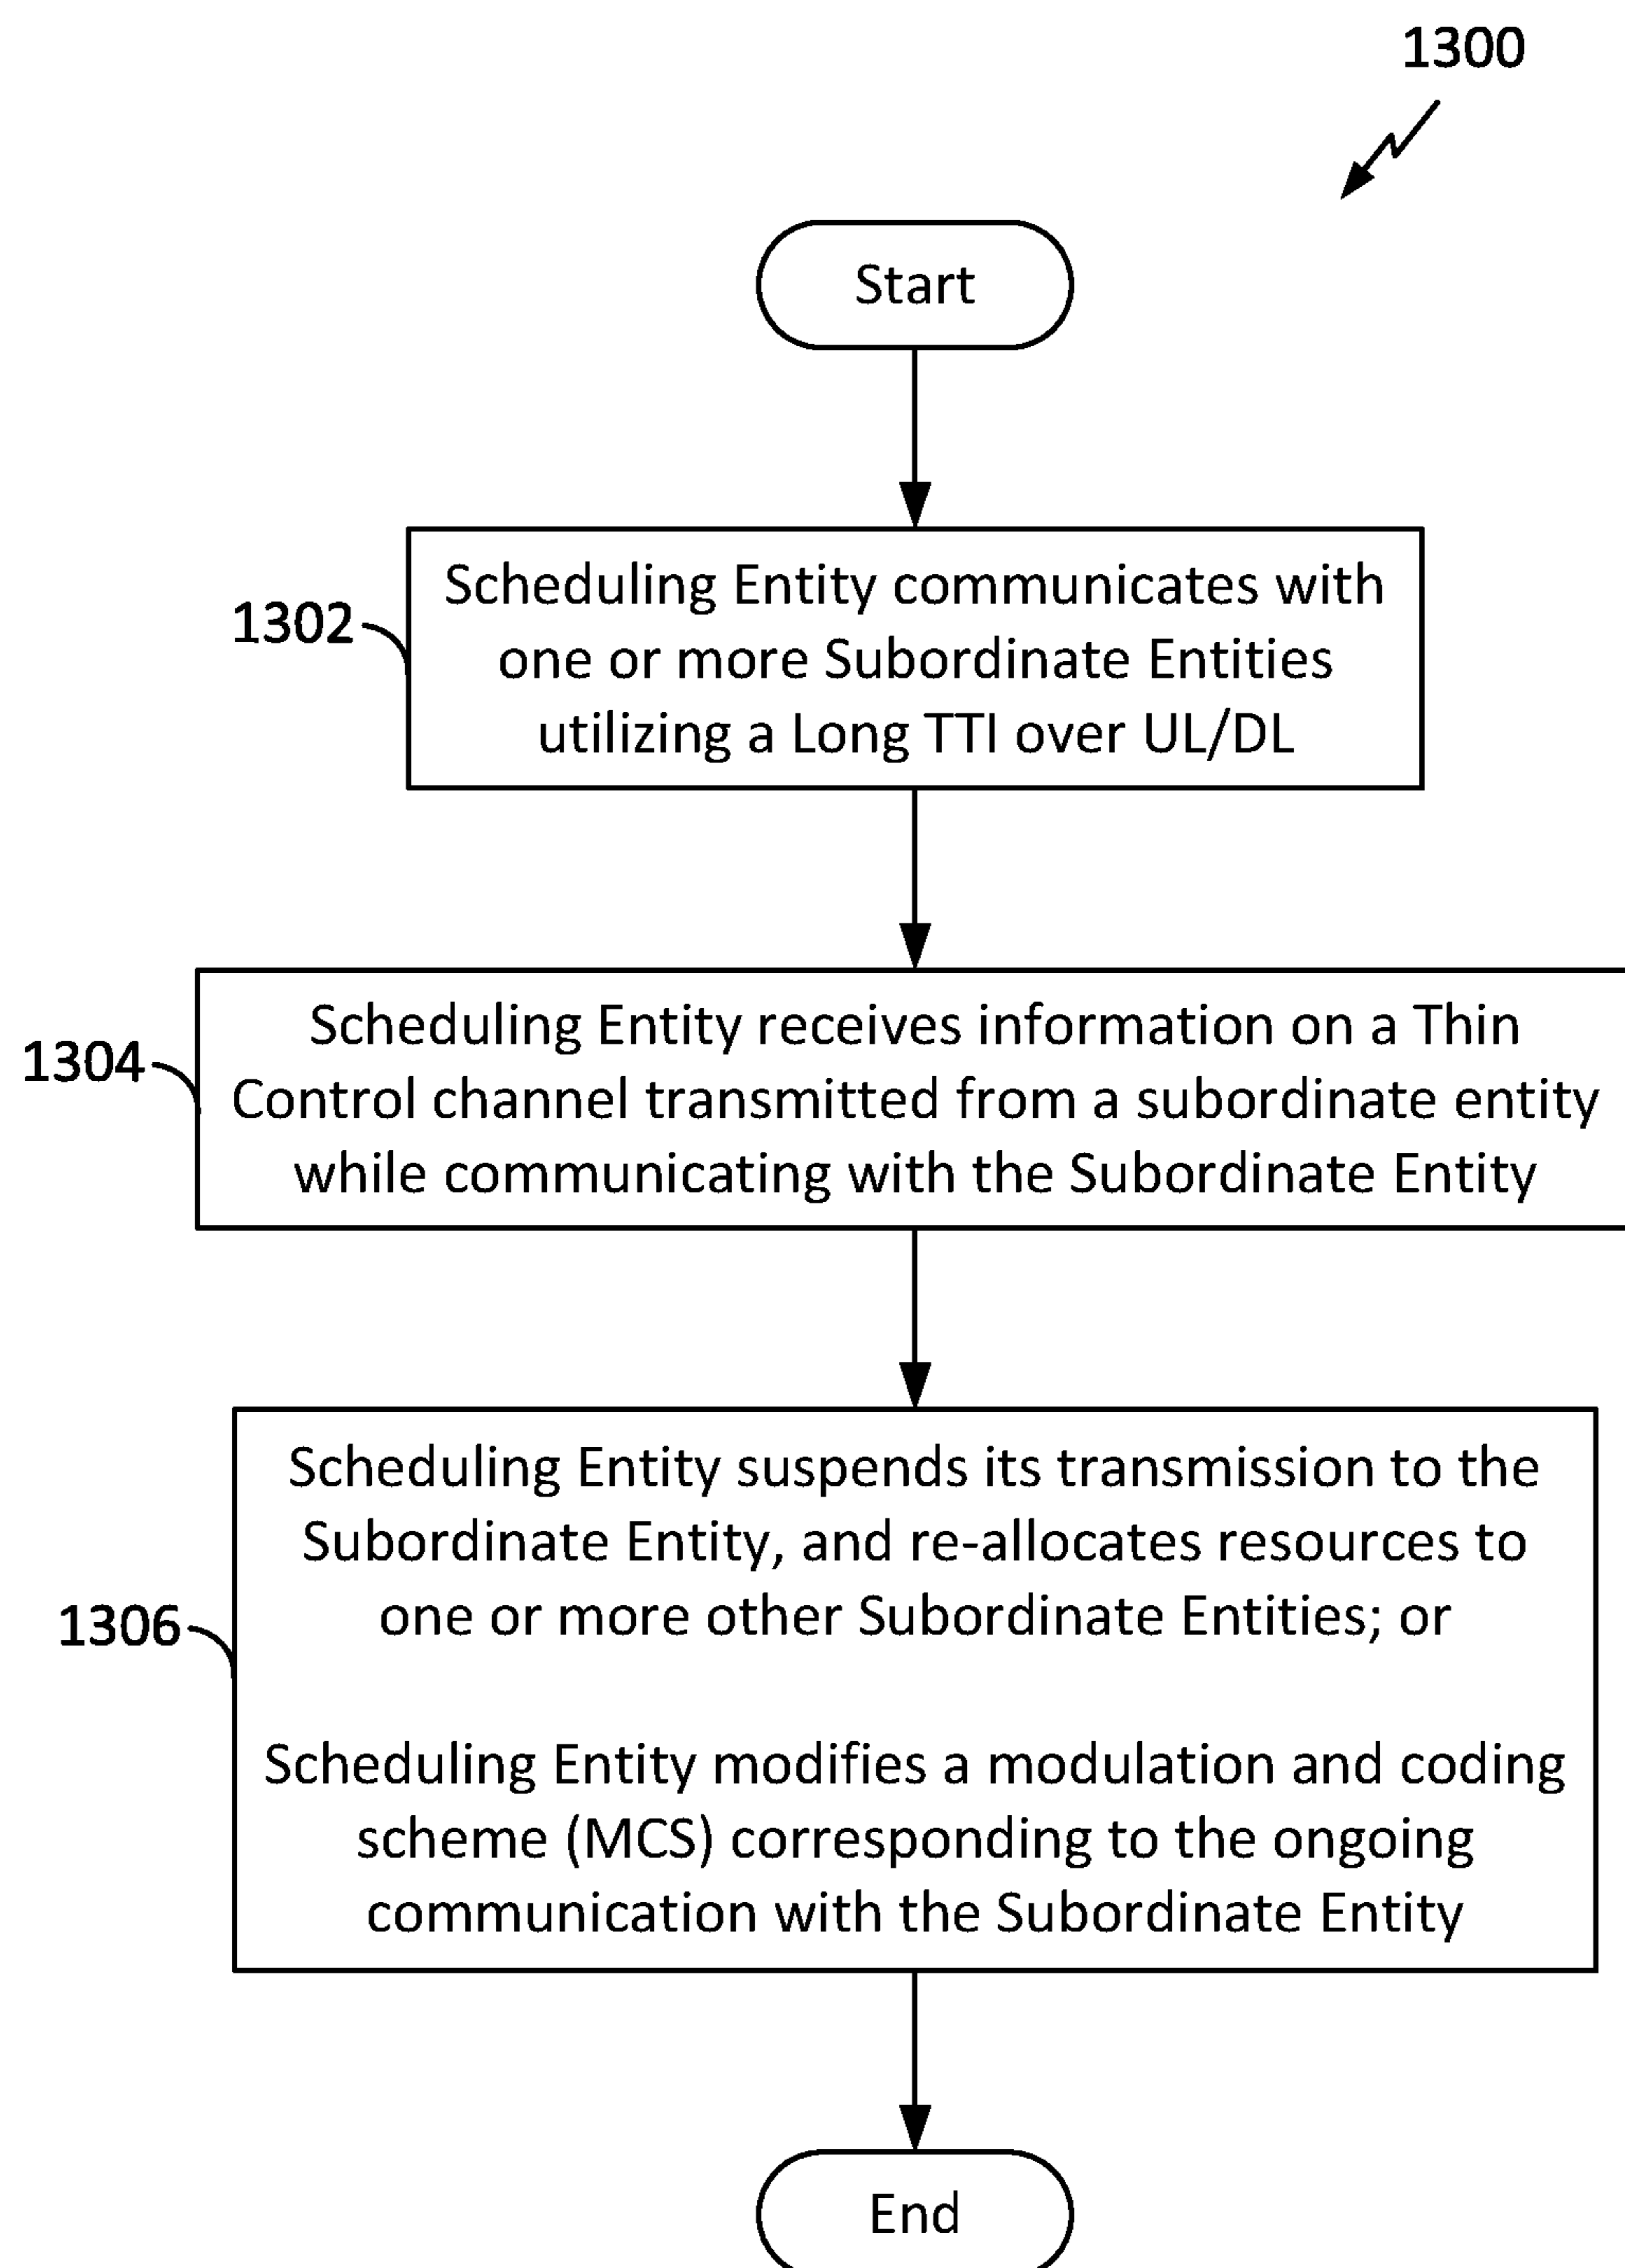 1300
Start
1302
Scheduling Entity communicates with
one or more Subordinate Entities
utilizing a Long TTI over UL/DL
1304
Scheduling Entity receives information on a Thin
Control channel transmitted from a subordinate entity
while communicating with the Subordinate Entity
1306
Scheduling Entity suspends its transmission to the
Subordinate Entity, and re-allocates resources to
one or more other Subordinate Entities; or
Scheduling Entity modifies a modulation and coding
scheme (MCS) corresponding to the ongoing
communication with the Subordinate Entity
End